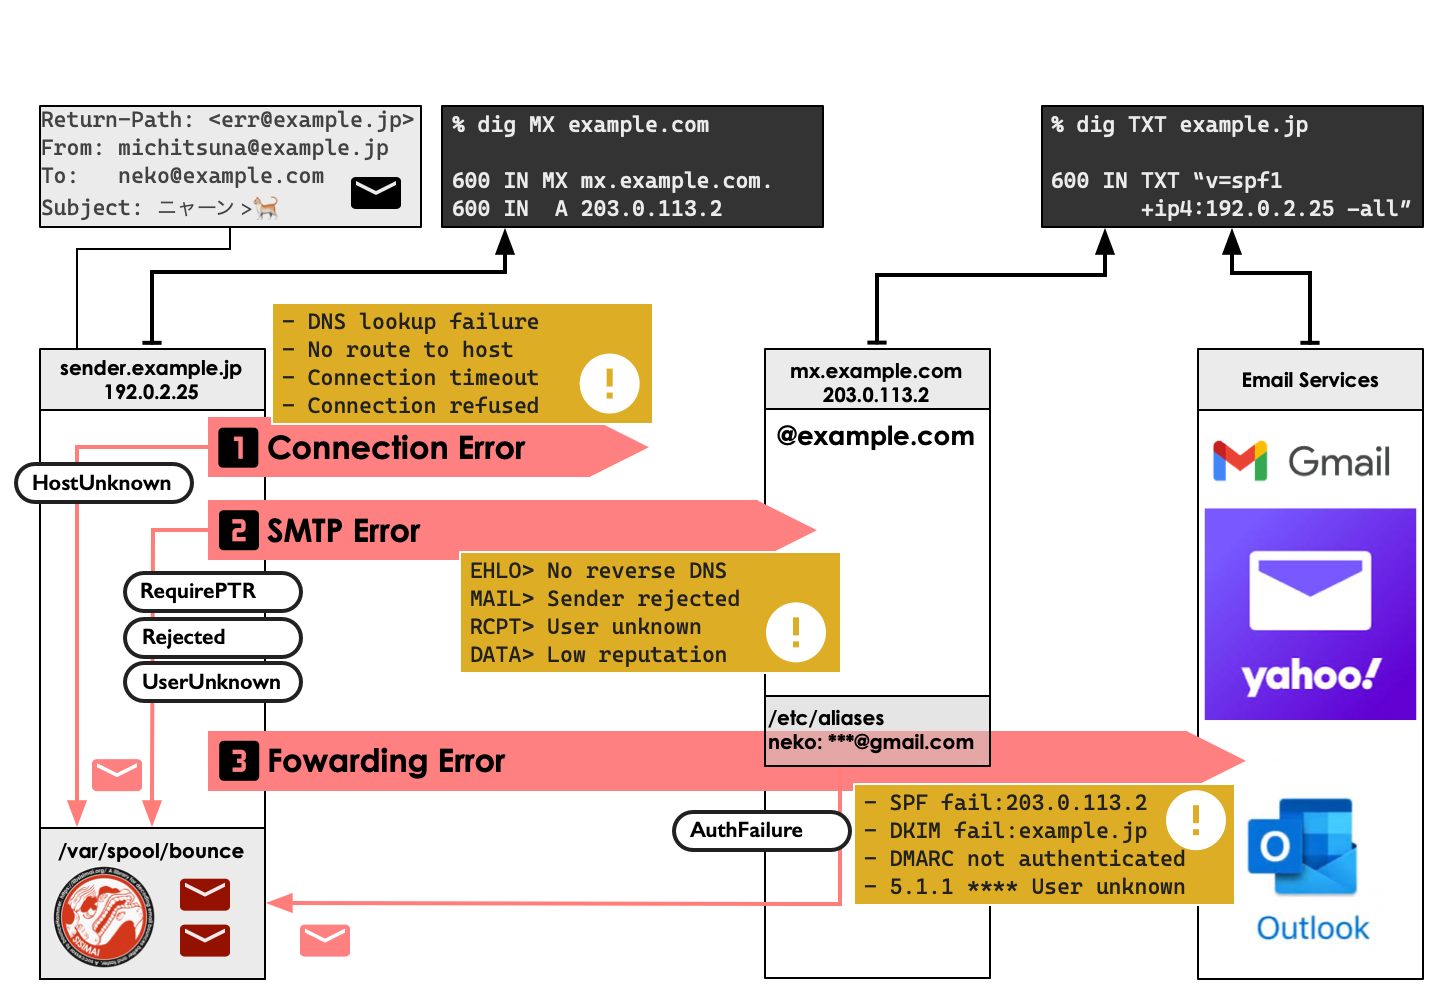 Return-Path: <err@example.jp>
From: michitsuna@example.jp
To:   neko@example.com
Subject: ニャーン >🐈
% dig MX example.com
600 IN MX mx.example.com.
600 IN  A 203.0.113.2
% dig TXT example.jp
600 IN TXT “v=spf1
+ip4:192.0.2.25 -all”
- DNS lookup failure
- No route to host
- Connection timeout
- Connection refused
sender.example.jp
192.0.2.25
mx.example.com
203.0.113.2
Email Services
@example.com
1 Connection Error
HostUnknown
Gmail
2 SMTP Error
EHLO> No reverse DNS
MAIL> Sender rejected
RCPT> User unknown
DATA> Low reputation
RequirePTR
Rejected
UserUnknown
yahoo!
/etc/aliases
neko: ***@gmail.com
3 Fowarding Error
- SPF fail:203.0.113.2
- DKIM fail:example.jp
- DMARC not authenticated
- 5.1.1 **** User unknown
AuthFailure
/var/spool/bounce
SISIMAI
O
Outlook